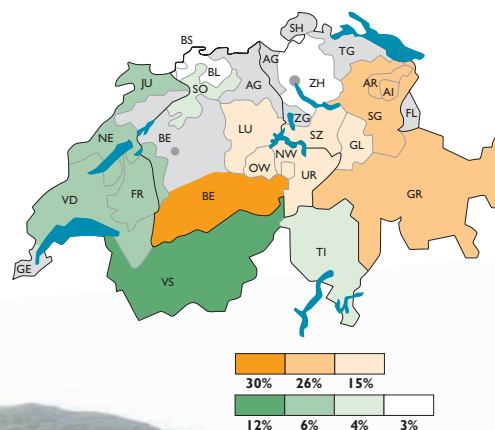 SH
BS
TG
AG
BL
JU
ZH
AR
SO
AG
AI
ZG
SG
FL
LU
NE
BE
SZ
GL
NW
OW
UR
VD
FR
BE
GR
TI
GE
VS
30% 26% 15%
12% 6% 4% 3%